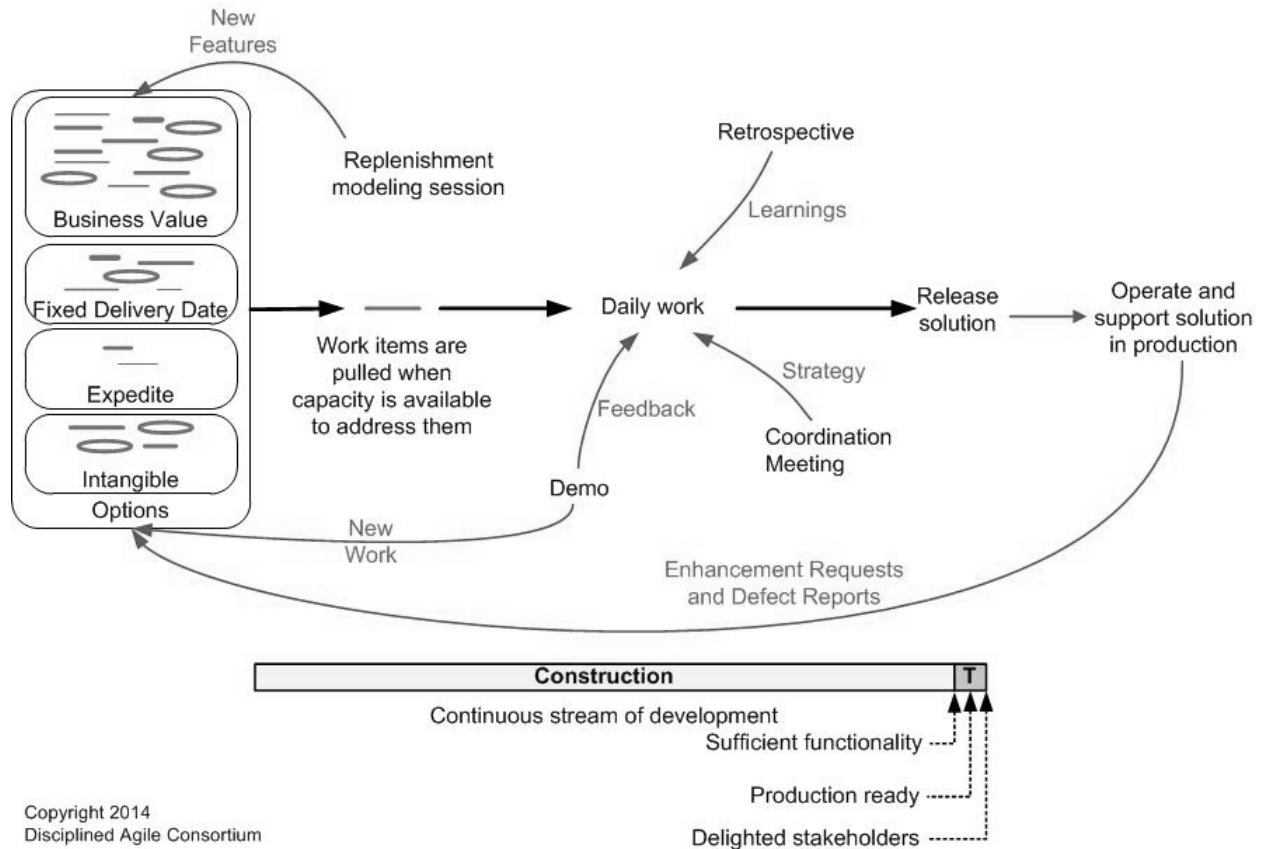 New
Features
Business Value
Fixed Delivery Date
Expedite
Intangible
Options
Replenishment
modeling session
Work items are
pulled when
capacity is available
to address them
Retrospective
Learnings
Daily work
Feedback
Strategy
Coordination
Meeting
Demo
New
Work
Release
solution
Operate and
support solution
in production
Enhancement Requests
and Defect Reports
Construction
T
Continuous stream of development
Sufficient functionality
Production ready
Delighted stakeholders
Copyright 2014
Disciplined Agile Consortium